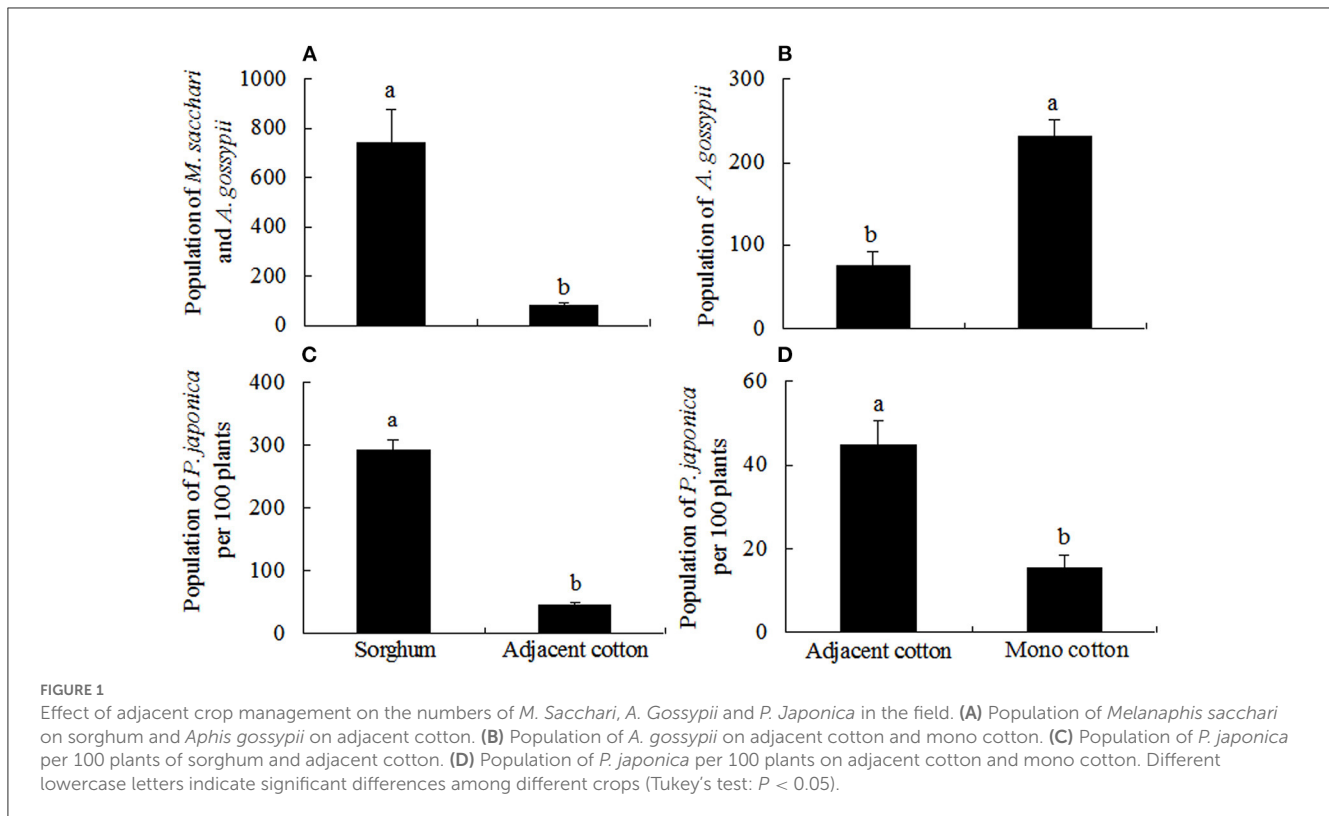 A
B
1000
800
600
400
200
0
Population of M. sacchari
and A.gossypii
a
b
300
200
100
0
Population of A. gossypii
b
a
C
D
400
300
200
100
0
Population of P. japonica
per 100 plants
a
b
Sorghum Adjacent cotton
60
40
20
0
Population of P. japonica
per 100 plants
a
b
Adjacent cotton Mono cotton
FIGURE 1
Effect of adjacent crop management on the numbers of M. Sacchari, A. Gossypii and P. Japonica in the field. (A) Population of Melanaphis sacchari
on sorghum and Aphis gossypii on adjacent cotton. (B) Population of A. gossypii on adjacent cotton and mono cotton. (C) Population of P. japonica
per 100 plants of sorghum and adjacent cotton. (D) Population of P. japonica per 100 plants on adjacent cotton and mono cotton. Different
lowercase letters indicate significant differences among different crops (Tukey's test: P < 0.05).